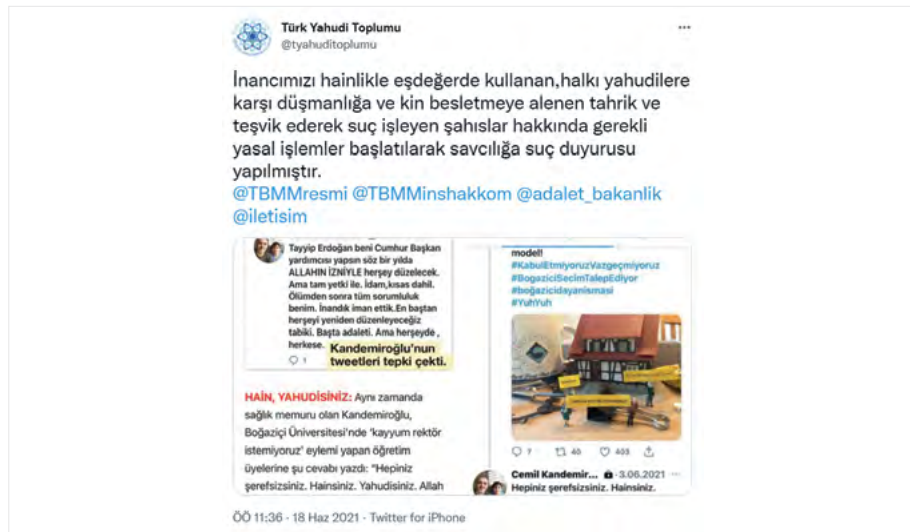 Türk Yahudi Toplumu
@tyahuditoplumu
İnancımızı hainlikle eşdeğerde kullanan,halkı yahudilere
karşı düşmanlığa ve kin besletmeye alenen tahrik ve
teşvik ederek suç işleyen şahıslar hakkında gerekli
yasal işlemler başlatılarak savcılığa suç duyurusu
yapılmıştır.
@TBMMresmi @TBMMinshakkom @adalet_bakanlik
@iletisim
Tayyip Erdoğan beni Cumhur Başkan
yardımcısı yapsın söz bir yılda
ALLAHIN İZNİYLE herşey düzelecek.
Ama tam yetki ile. İdam,kısas dahil.
Ölümden sonra tüm sorumluluk
benim. İnandık iman ettik.En baştan
herşeyi yeniden düzenleyeceğiz
tabiki. Başta adaleti. Ama herşeyde ,
herkese.
1
Kandemiroğlu'nun
tweetleri tepki çekti.
HAİN, YAHUDİSİNİZ: Aynı zamanda
sağlık memuru olan Kandemiroğlu,
Boğaziçi Üniversitesi'nde 'kayyum rektör
istemiyoruz' eylemi yapan öğretim
üyelerine şu cevabı yazdı: "Hepiniz
şerefsizsiniz. Hainsiniz. Yahudisiniz. Allah
model!
#KabulEtmiyoruzVazgeçmiyoruz
#BogaziciSecimTalepEdiyor
#boğazicidayanismasi
#YuhYuh
7 40 403
Cemil Kandemir... · 3.06.2021 ···
Hepiniz şerefsizsiniz. Hainsiniz.
ÖÖ 11:36 · 18 Haz 2021 · Twitter for iPhone